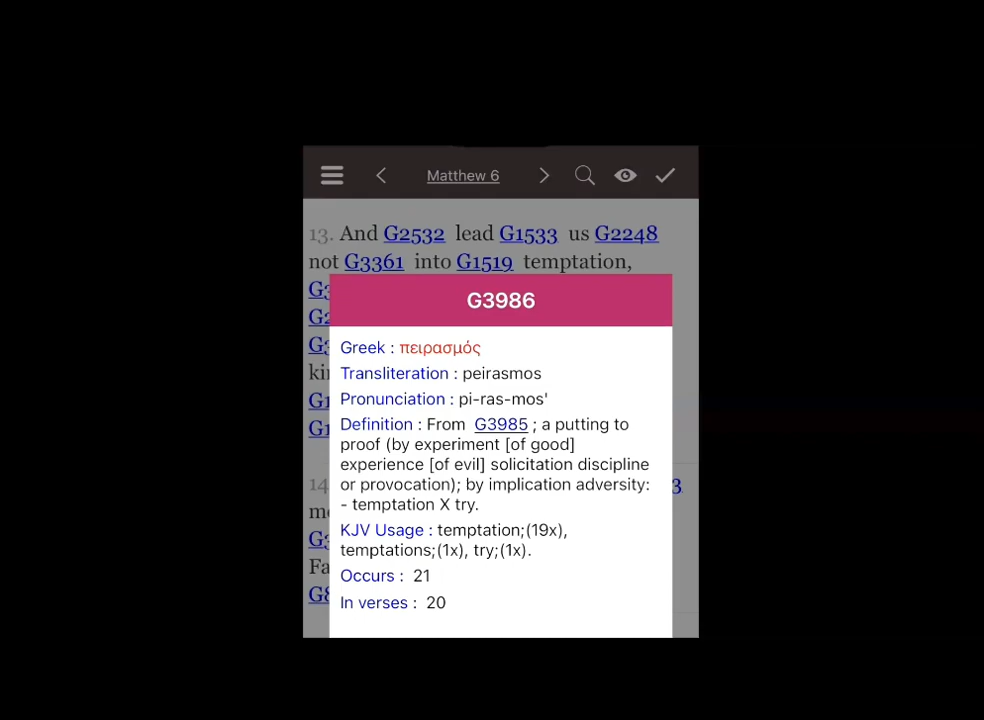 Matthew 6
13. And G2532 lead G1533 us G2248
not G3361 into G1519 temptation,
G3986
Greek : πειρασμός
Transliteration : peirasmos
Pronunciation : pi-ras-mos'
Definition : From G3985 ; a putting to
proof (by experiment [of good]
experience [of evil] solicitation discipline
or provocation); by implication adversity:
- temptation X try.
KJV Usage : temptation;(19x),
temptations;(1x), try;(1x).
Occurs : 21
In verses : 20